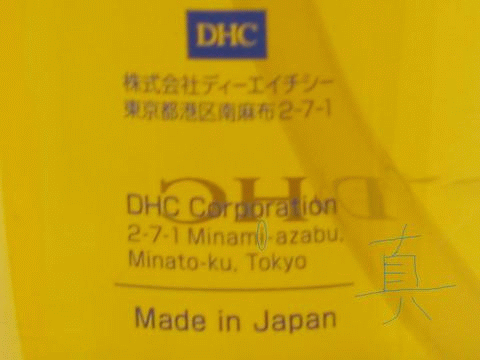 DHC
株式会社ディーエイチシー
東京都港区南麻布2-7-1
DHC
DHC Corporation
2-7-1 Minami-azabu,
Minato-ku, Tokyo
真
Made in Japan